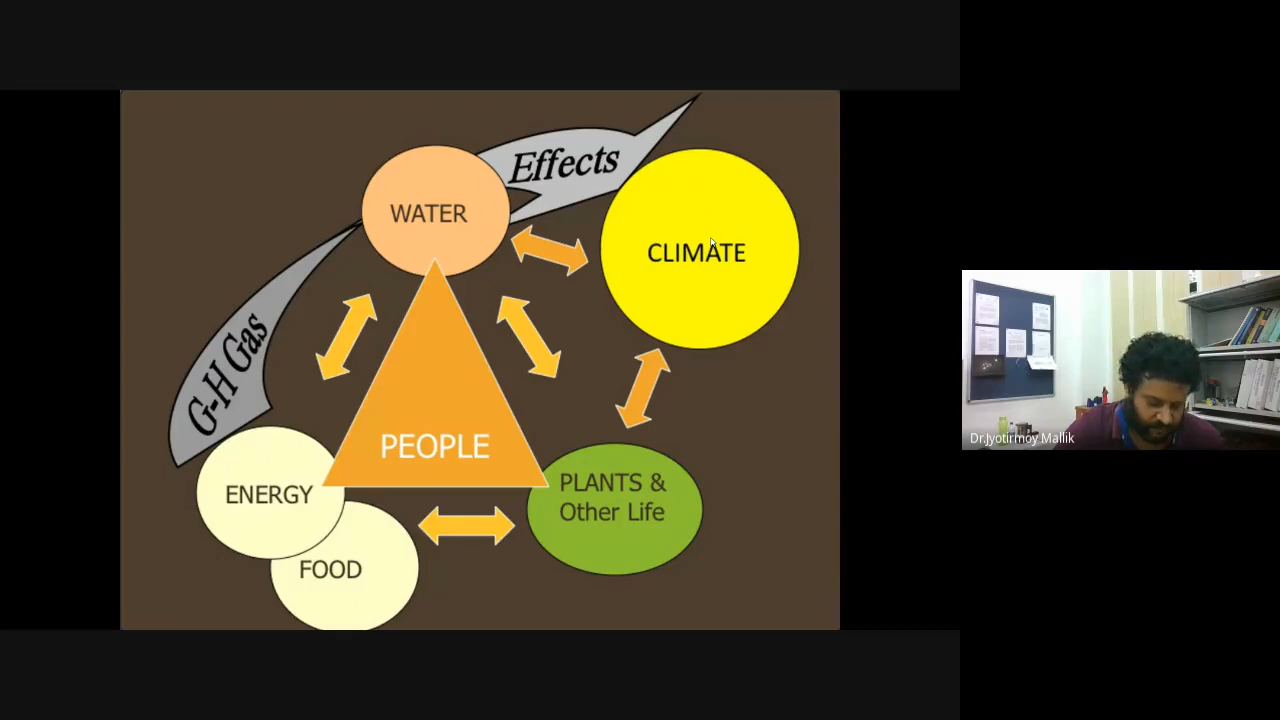 Effects
WATER
CLIMATE
G-H Gas
PEOPLE
ENERGY
PLANTS &
Other Life
FOOD
Dr.Jyotirmoy Mallik